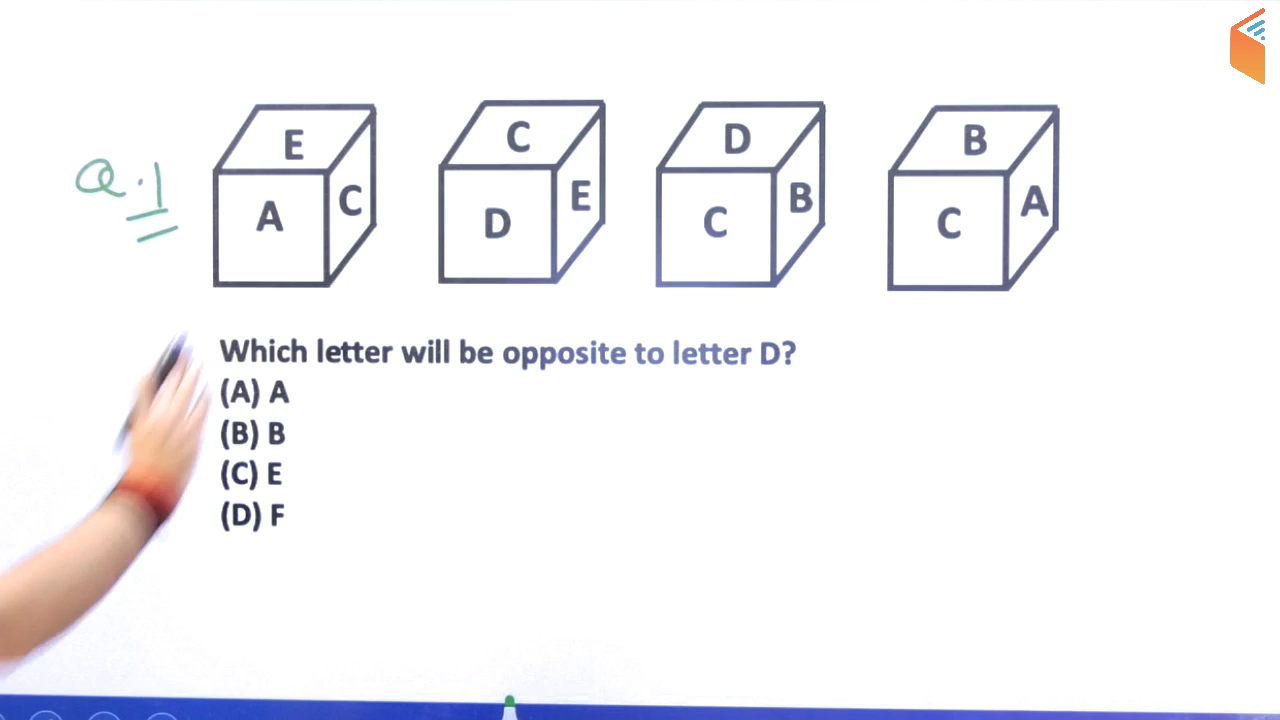 Q.1
E
A
C
C
D
E
D
C
B
B
C
A
Which letter will be opposite to letter D?
(A) A
(B) B
(C) E
(D) F